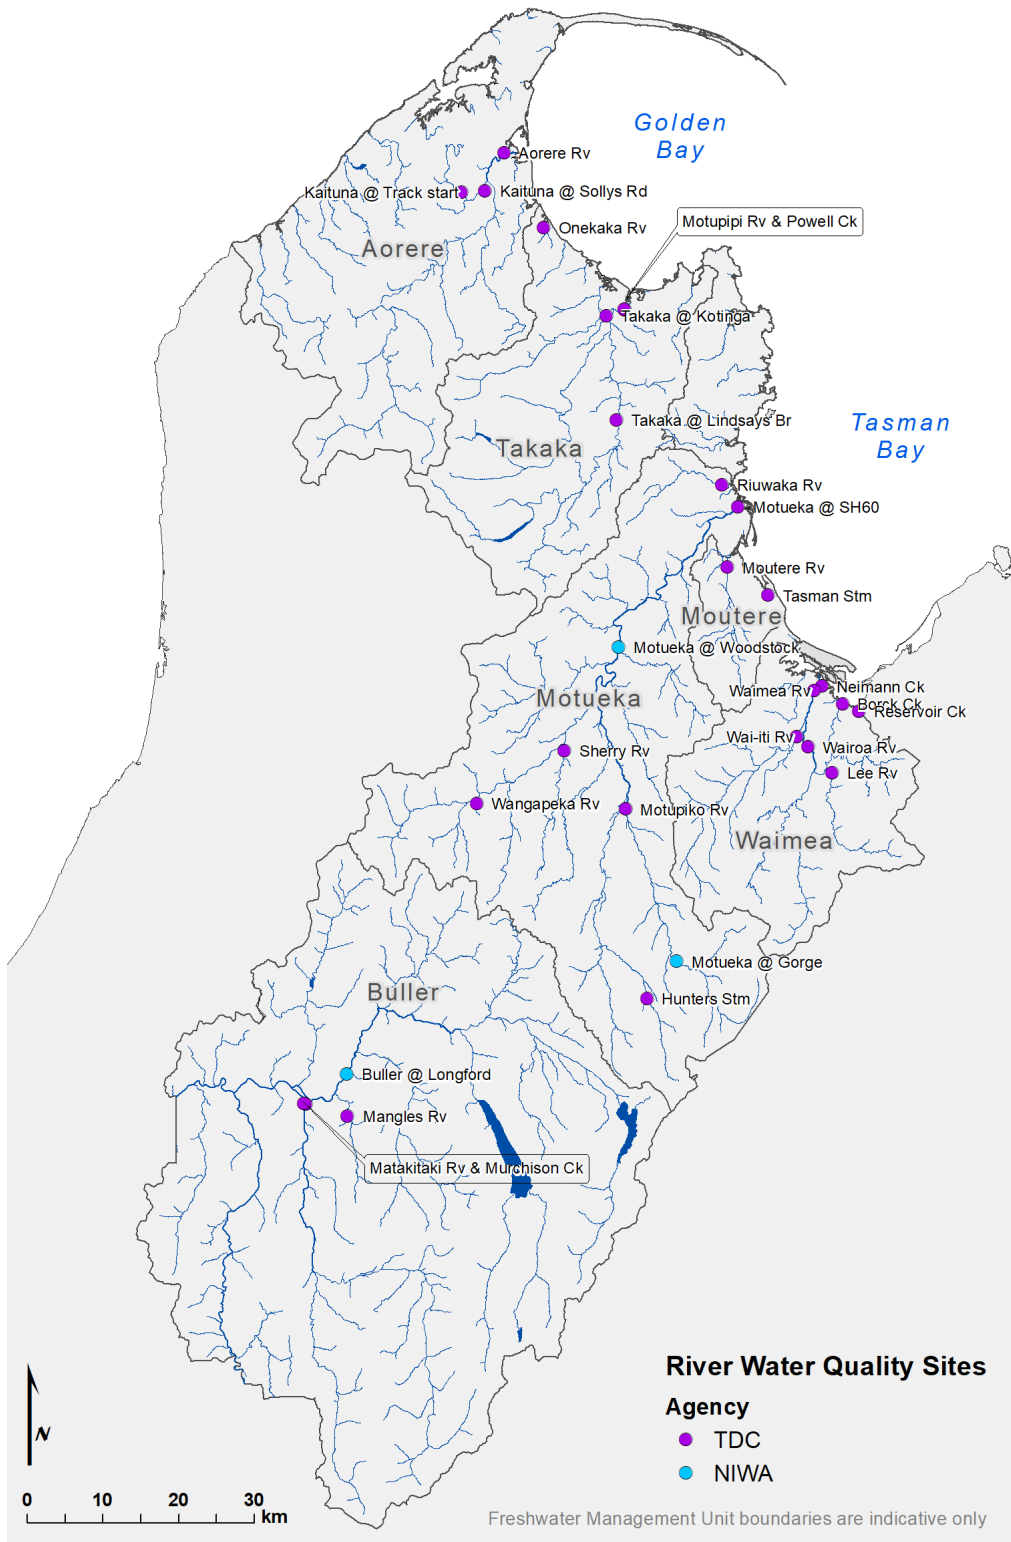 Golden
Bay
Aorere Rv
Kaituna @ Track start
Kaituna @ Sollys Rd
Motupipi Rv & Powell Ck
Onekaka Rv
Aorere
Takaka @ Kotinga
Takaka @ Lindsays Br
Tasman
Bay
Takaka
Riuwaka Rv
Motueka @ SH60
Moutere Rv
Tasman Stm
Moutere
Motueka @ Woodstock
Neimann Ck
Waimea Rv
Motueka
Borck Ck
Reservoir Ck
Wai-iti Rv
Wairoa Rv
Sherry Rv
Lee Rv
Wangapeka Rv
Motupiko Rv
Waimea
Motueka @ Gorge
Buller
Hunters Stm
Buller @ Longford
Mangles Rv
Matakitaki Rv & Murchison Ck
River Water Quality Sites
Agency
TDC
NIWA
N
0 10 20 30
km
Freshwater Management Unit boundaries are indicative only